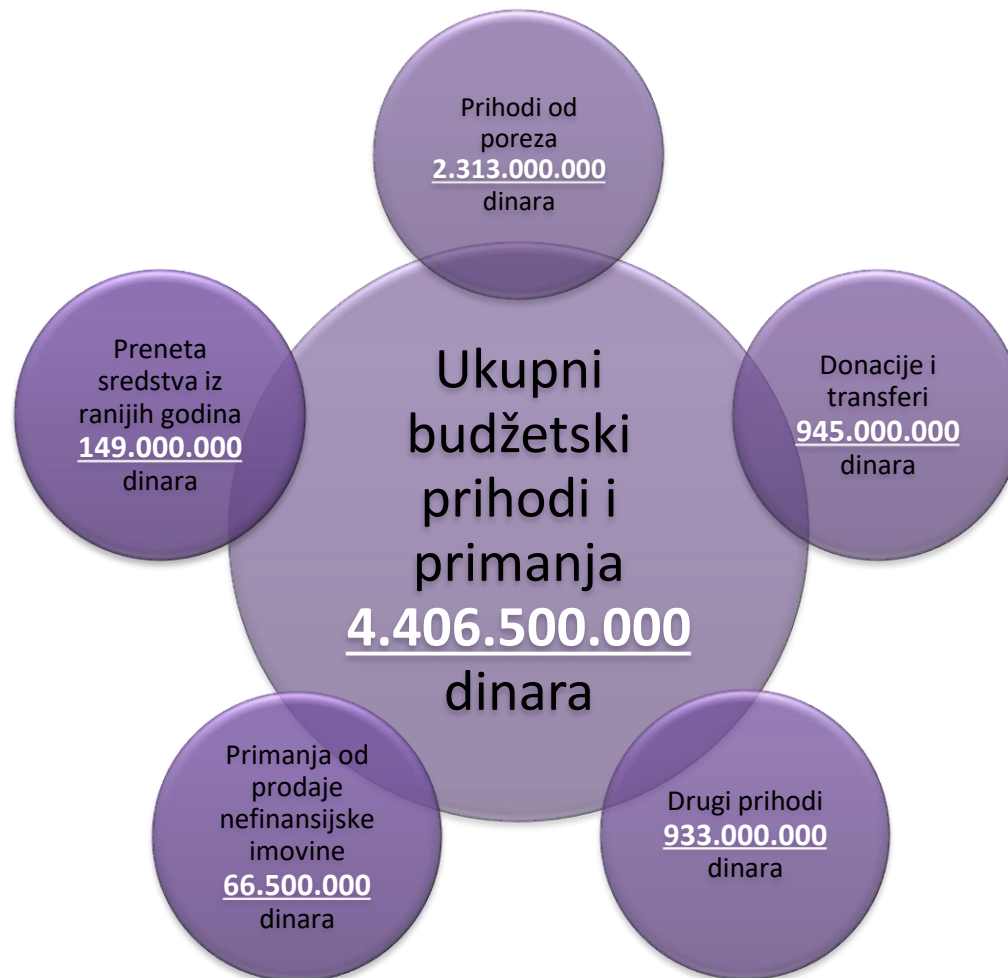 Prihodi od
poreza
2.313.000.000
dinara
Preneta
sredstva iz
ranijih godina
149.000.000
dinara
Ukupni
budžetski
prihodi i
primanja
4.406.500.000
dinara
Donacije i
transferi
945.000.000
dinara
Primanja od
prodaje
nefinansijske
imovine
66.500.000
dinara
Drugi prihodi
933.000.000
dinara